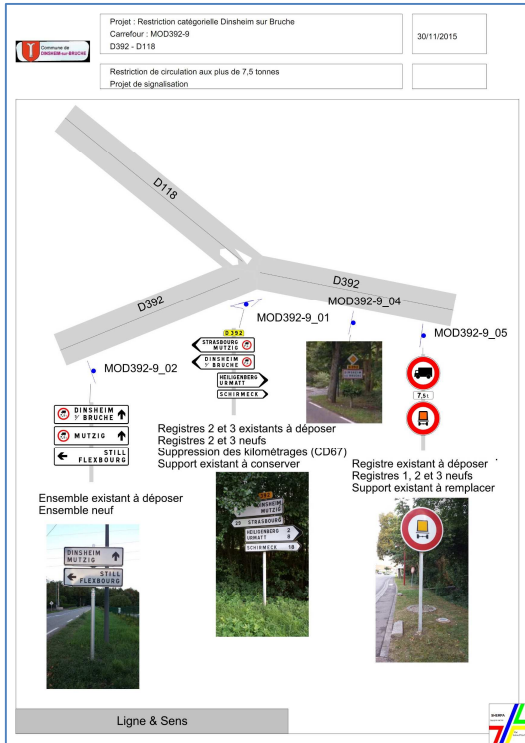 Projet : Restriction catégorielle Dinsheim sur Bruche
Carrefour : MOD392-9
D392 - D118
30/11/2015
Commune de
DINSHEIM-sur-BRUCHE
Restriction de circulation aux plus de 7,5 tonnes
Projet de signalisation
D118
D392
D392
MOD392-9_04
MOD392-9_01
MOD392-9_05
MOD392-9_02
D 392
STRASBOURG
MUTZIG
DINSHEIM
S/ BRUCHE
HEILIGENBERG
URMATT
SCHIRMECK
7,5 t
DINSHEIM
S/ BRUCHE
MUTZIG
STILL
FLEXBOURG
Registres 2 et 3 existants à déposer
Registres 2 et 3 neufs
Suppression des kilométrages (CD67)
Support existant à conserver
Registre existant à déposer
Registres 1, 2 et 3 neufs
Support existant à remplacer
Ensemble existant à déposer
Ensemble neuf
DINSHEIM
MUTZIG
STILL
FLEXBOURG
DINSHEIM
MUTZIG
29 STRASBOURG
HEILIGENBERG 2
URMATT 8
SCHIRMECK 18
Ligne & Sens
SHERPA